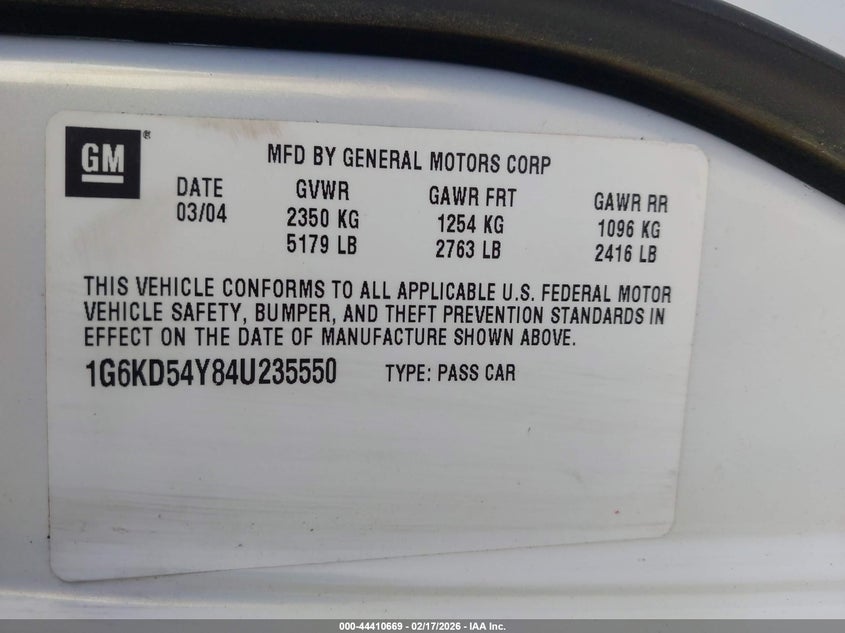 GM ®
MFD BY GENERAL MOTORS CORP
DATE GVWR GAWR FRT GAWR RR
03/04 2350 KG 1254 KG 1096 KG
5179 LB 2763 LB 2416 LB
THIS VEHICLE CONFORMS TO ALL APPLICABLE U.S. FEDERAL MOTOR
VEHICLE SAFETY, BUMPER, AND THEFT PREVENTION STANDARDS IN
EFFECT ON THE DATE OF MANUFACTURE SHOWN ABOVE.
1G6KD54Y84U235550 TYPE: PASS CAR
000-44410669 - 02/17/2026 - IAA Inc.